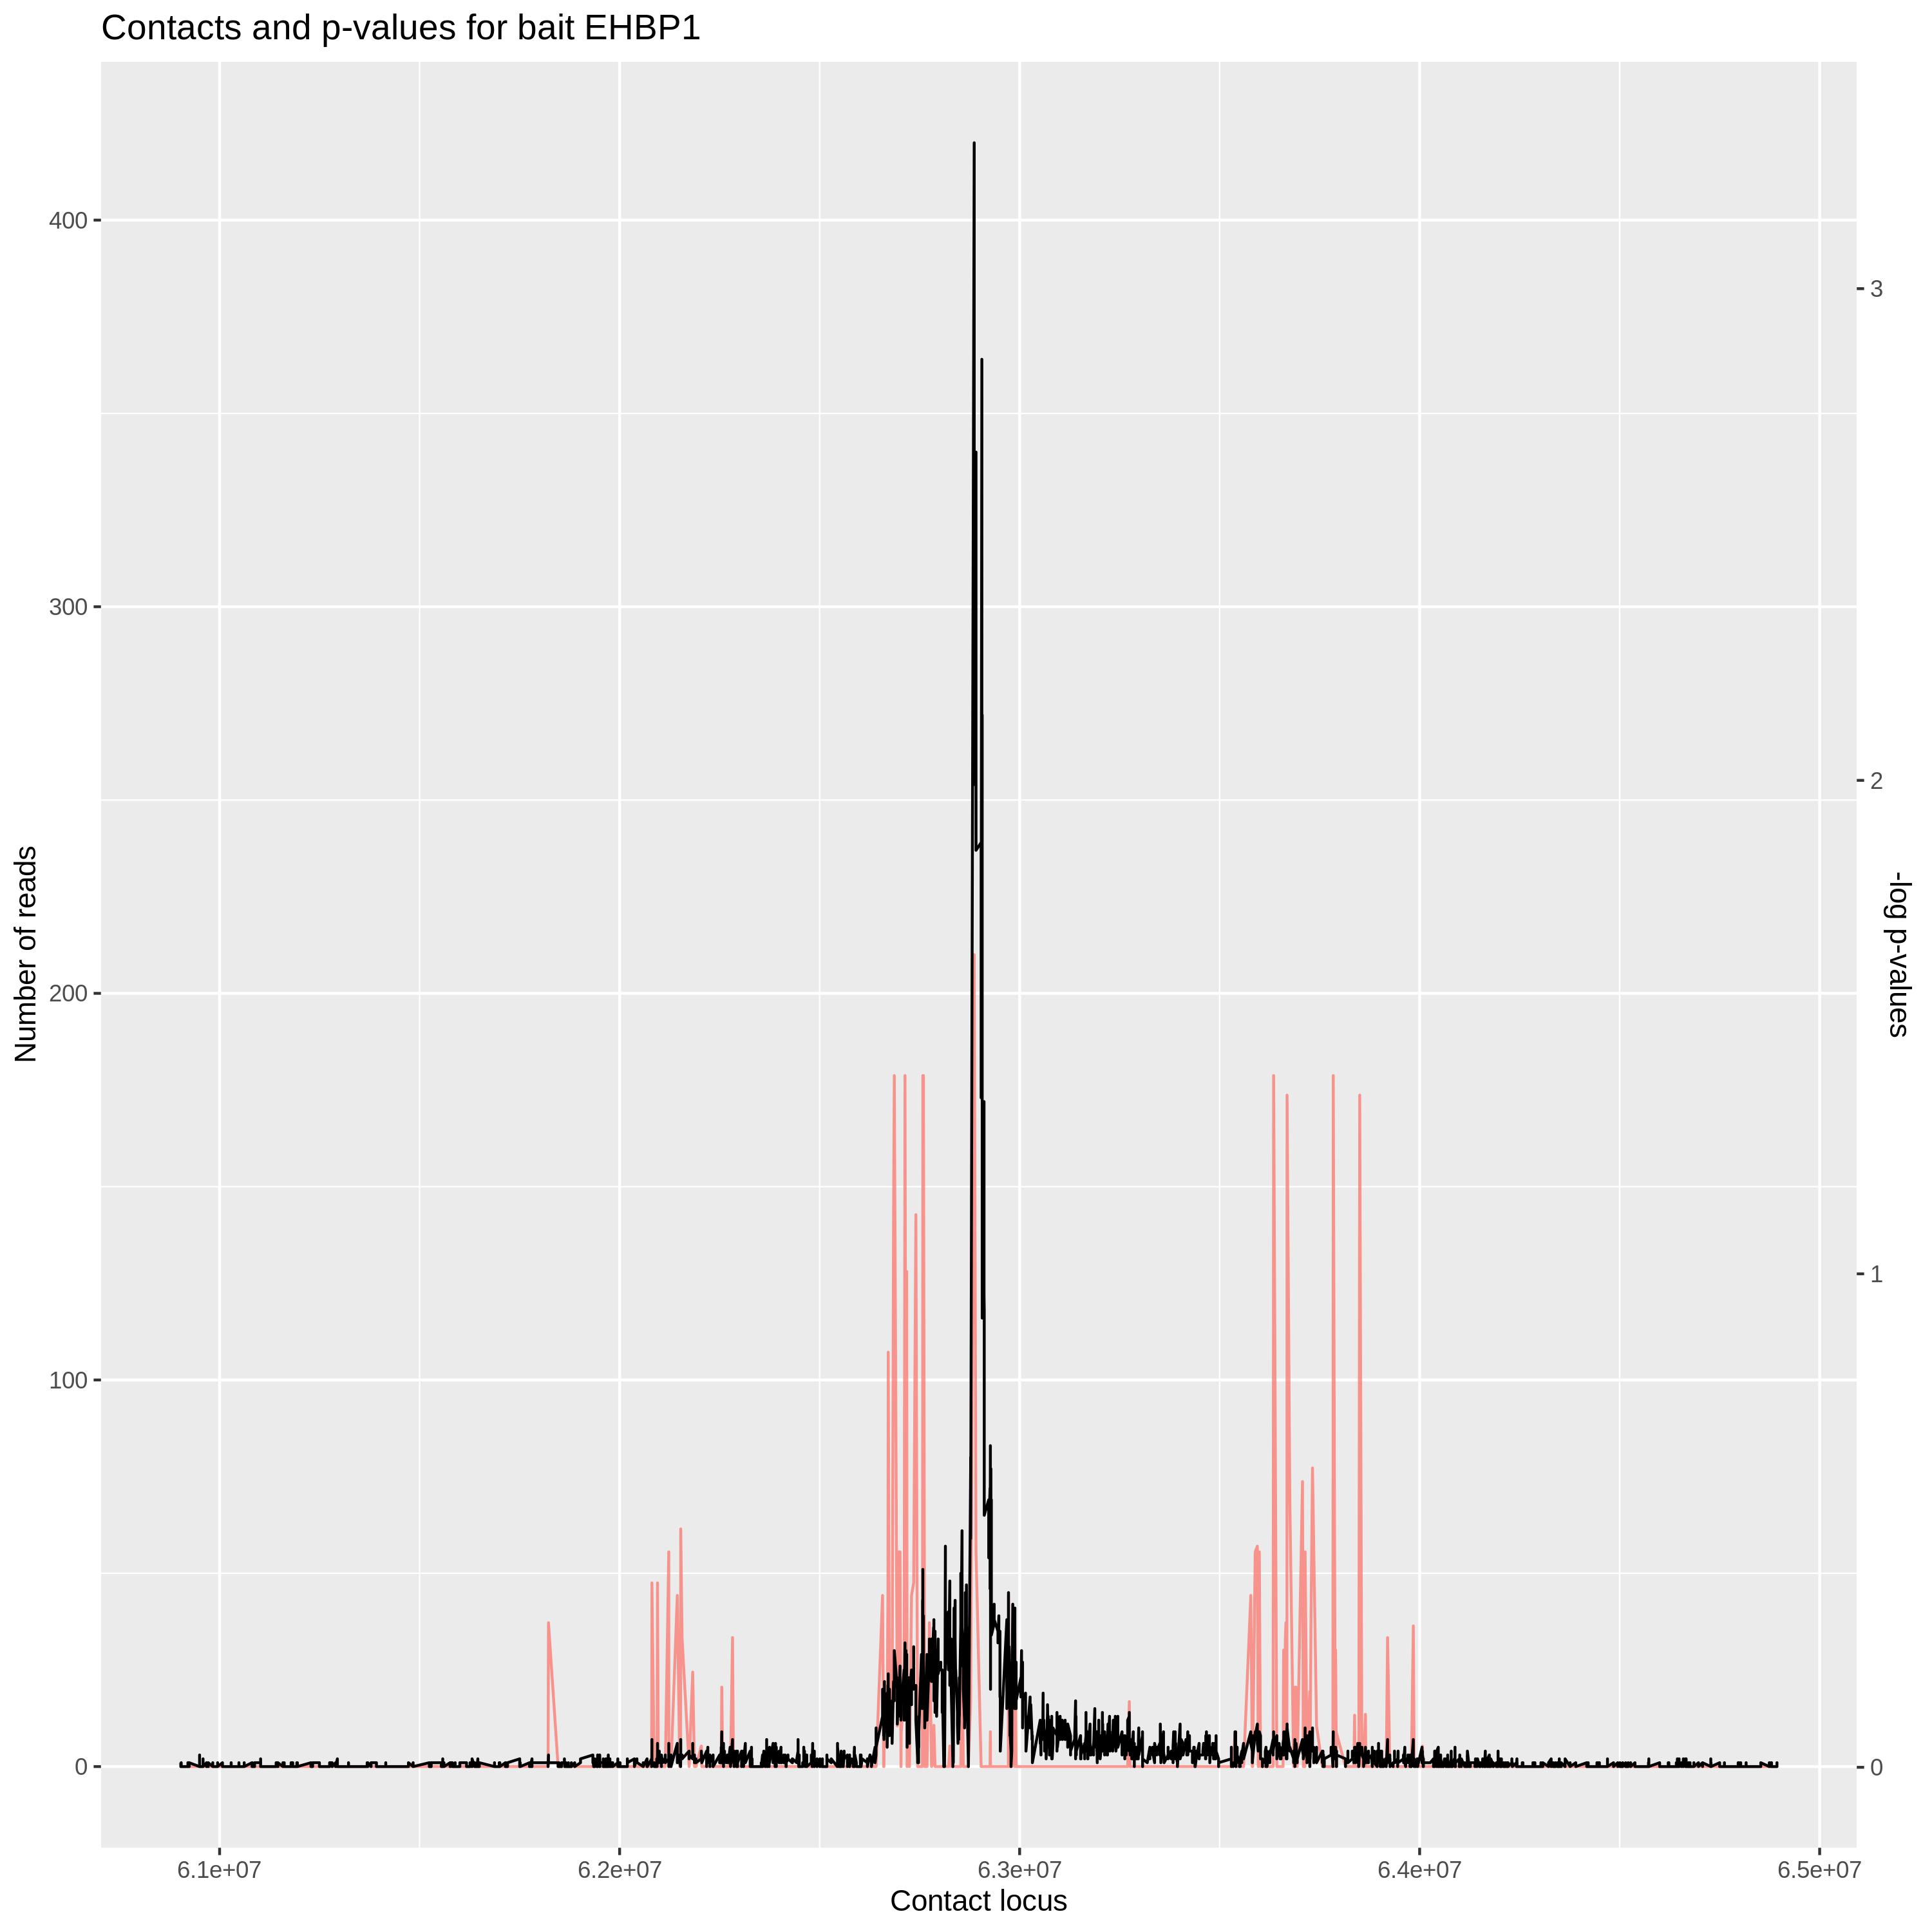 Contacts and p-values for bait EHBP1
400
300
200
100
0
Number of reads
3
2
1
0
-log p-values
6.1e+07 6.2e+07 6.3e+07 6.4e+07 6.5e+07
Contact locus